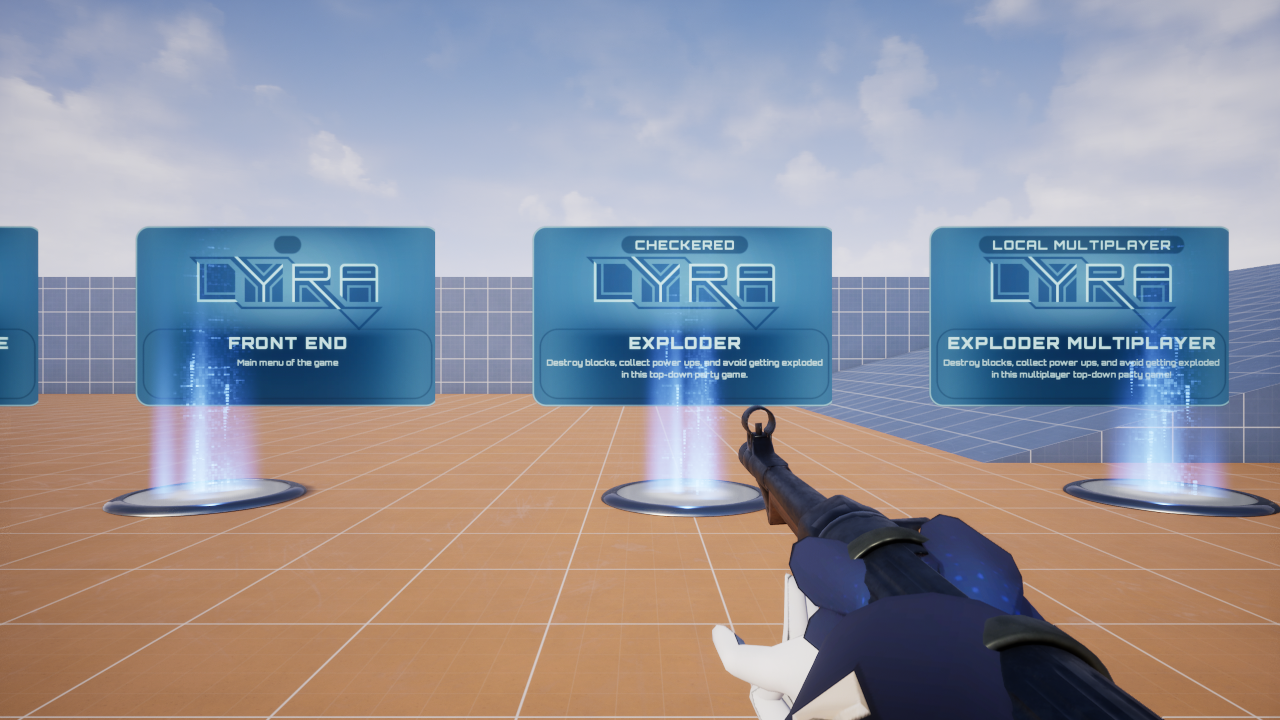 E
LYRA
FRONT END
Main menu of the game
CHECKERED
LYRA
EXPLODER
Destroy blocks, collect power ups, and avoid getting exploded
in this top-down party game.
LOCAL MULTIPLAYER
LYRA
EXPLODER MULTIPLAYER
Destroy blocks, collect power ups, and avoid getting exploded
in this multiplayer top-down party game!